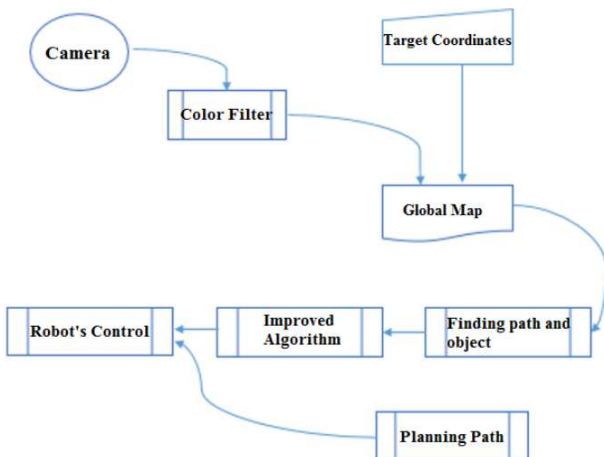 Camera
Target Coordinates
Color Filter
Global Map
Robot's Control
Improved
Algorithm
Finding path and
object
Planning Path